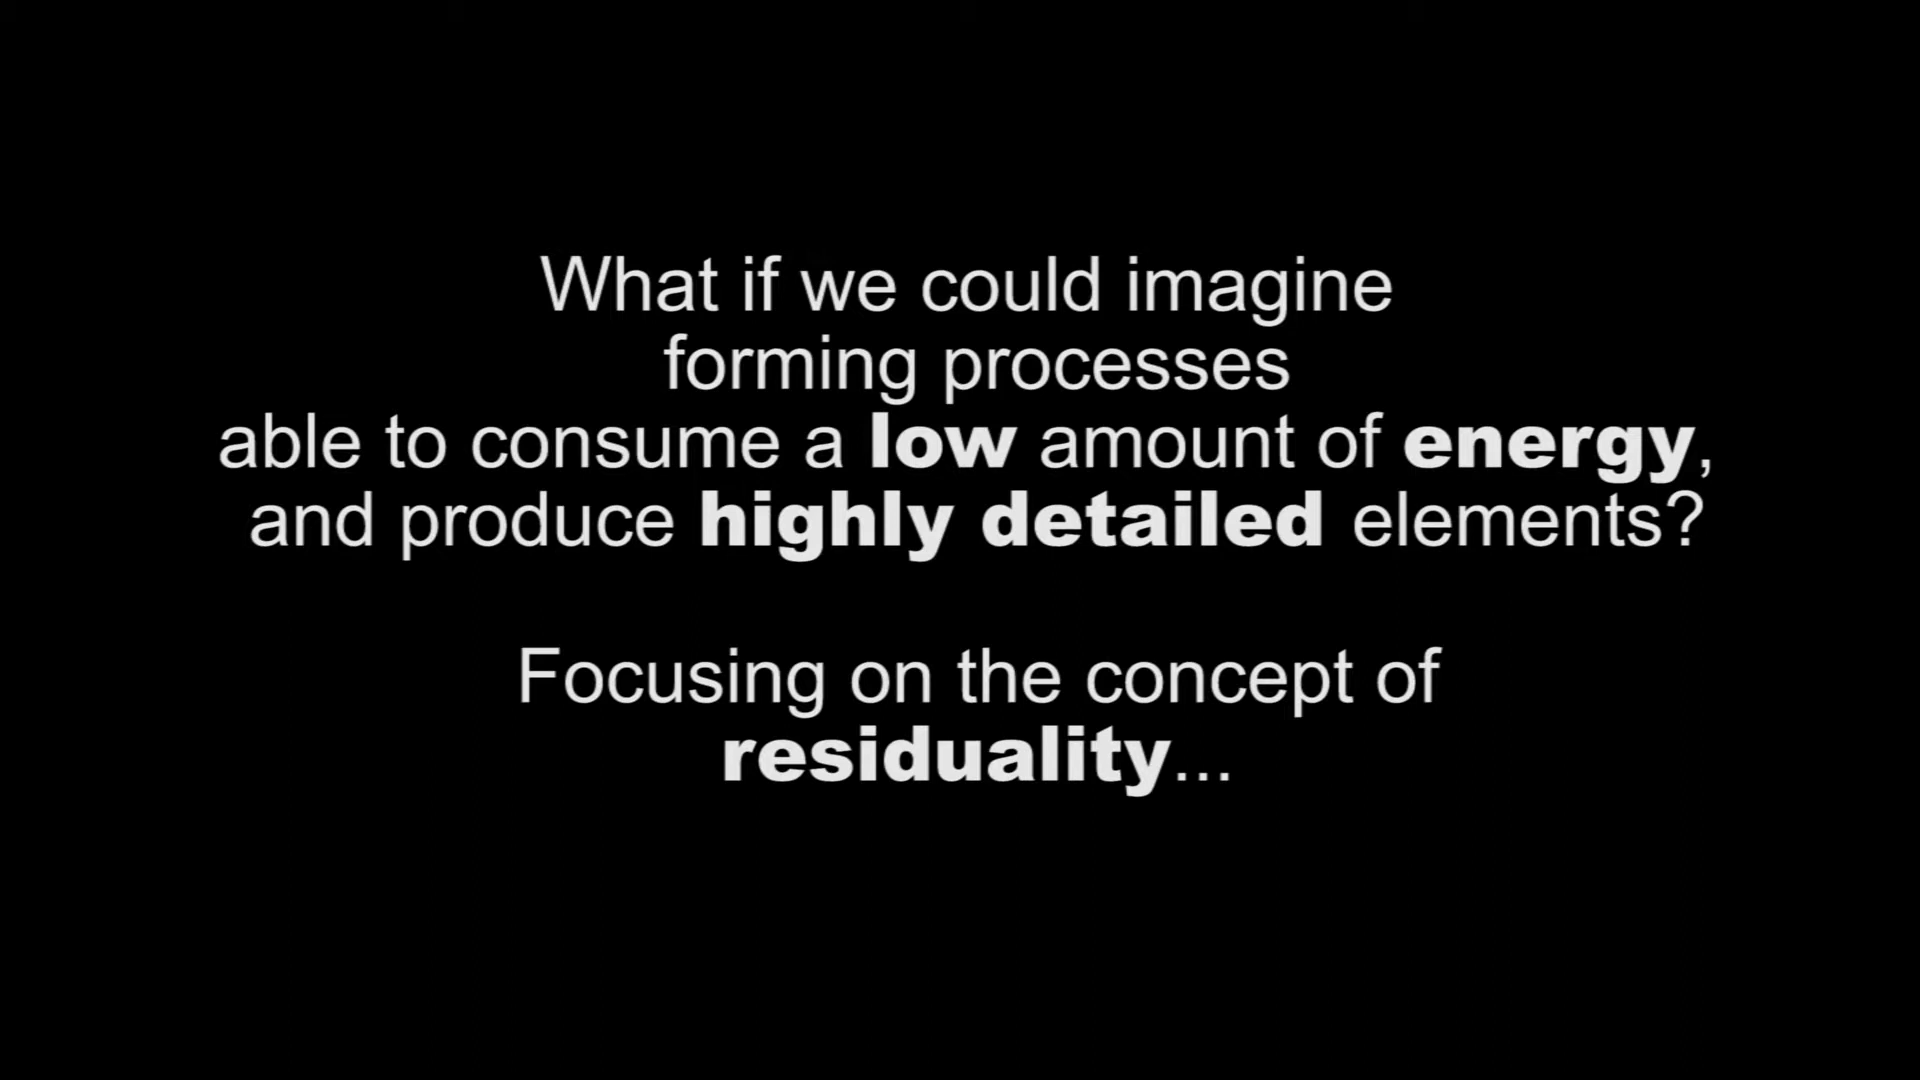 What if we could imagine
forming processes
able to consume a low amount of energy,
and produce highly detailed elements?
Focusing on the concept of
residuality...